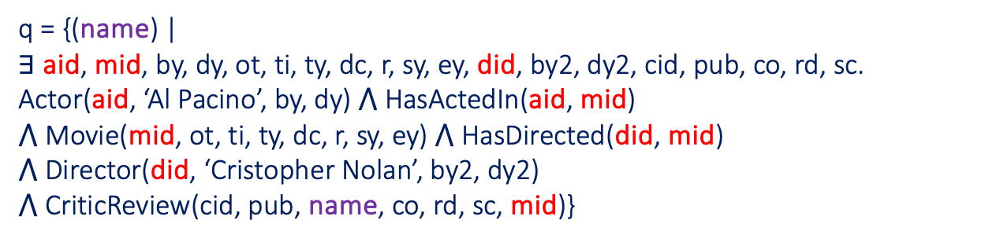 q = {(name) |
∃ aid, mid, by, dy, ot, ti, ty, dc, r, sy, ey, did, by2, dy2, cid, pub, co, rd, sc.
Actor(aid, ‘Al Pacino’, by, dy) Λ HasActedIn(aid, mid)
Λ Movie(mid, ot, ti, ty, dc, r, sy, ey) Λ HasDirected(did, mid)
Λ Director(did, ‘Cristopher Nolan’, by2, dy2)
Λ CriticReview(cid, pub, name, co, rd, sc, mid)}